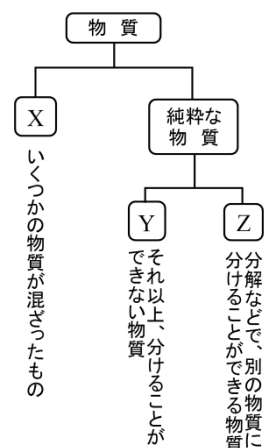 物 質
X
純粋な
物 質
いくつかの物質が混ざったもの
Y
Z
それ以上、分けることが
できない物質
分解などで、別の物質に
分けることができる物質